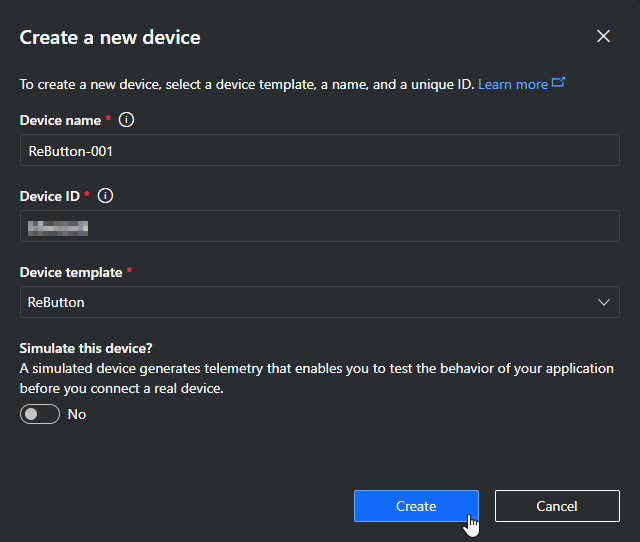 Create a new device
To create a new device, select a device template, a name, and a unique ID. Learn more
Device name *
ReButton-001
Device ID *
Device template *
ReButton
Simulate this device?
A simulated device generates telemetry that enables you to test the behavior of your application
before you connect a real device.
No
Create Cancel